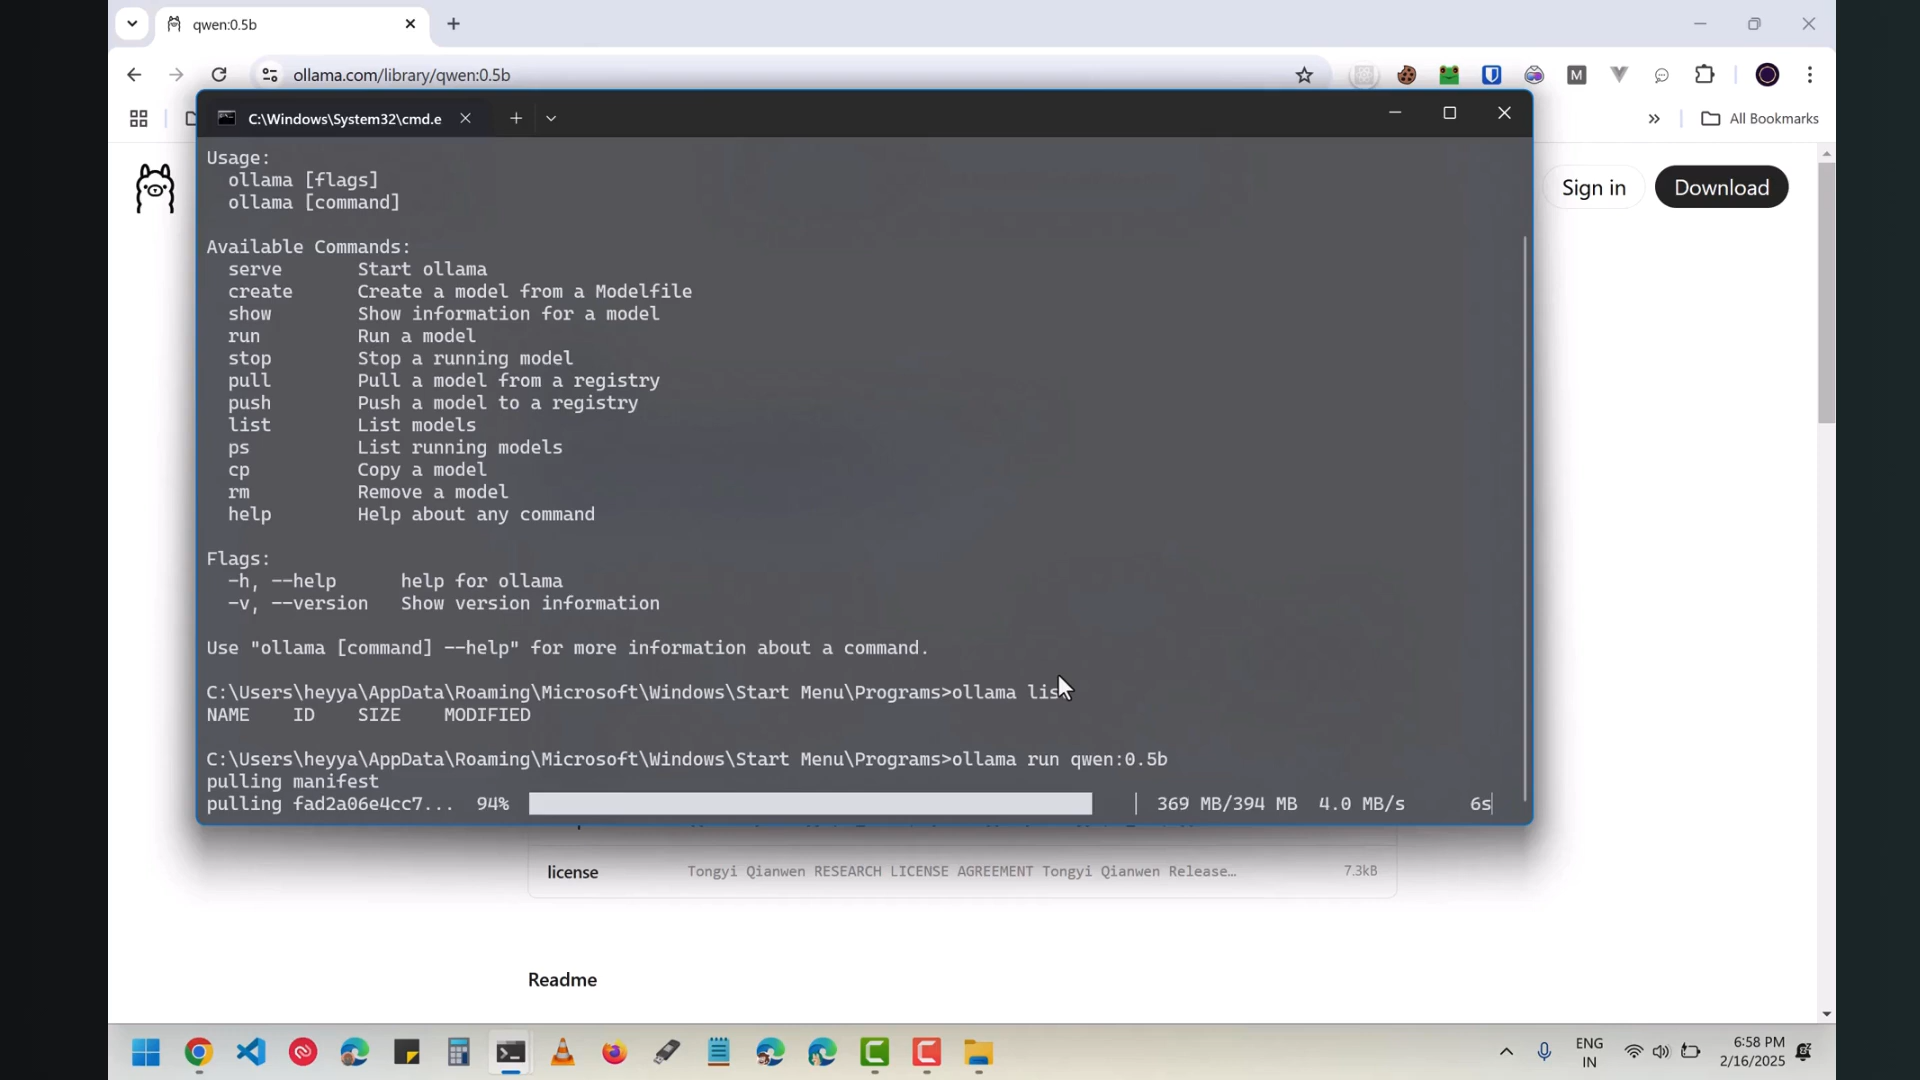 qwen:0.5b
ollama.com/library/qwen:0.5b
M
All Bookmarks
C:\Windows\System32\cmd.e
Sign in
Download
Usage:
ollama [flags]
ollama [command]
Available Commands:
serve Start ollama
create Create a model from a Modelfile
show Show information for a model
run Run a model
stop Stop a running model
pull Pull a model from a registry
push Push a model to a registry
list List models
ps List running models
cp Copy a model
rm Remove a model
help Help about any command
Flags:
-h, --help help for ollama
-v, --version Show version information
Use "ollama [command] --help" for more information about a command.
C:\Users\heyya\AppData\Roaming\Microsoft\Windows\Start Menu\Programs>ollama lis
NAME ID SIZE MODIFIED
C:\Users\heyya\AppData\Roaming\Microsoft\Windows\Start Menu\Programs>ollama run qwen:0.5b
pulling manifest
pulling fad2a06e4cc7... 94% 369 MB/394 MB 4.0 MB/s 6s
license Tongyi Qianwen RESEARCH LICENSE AGREEMENT Tongyi Qianwen Release… 7.3kB
Readme
ENG
IN
6:58 PM
2/16/2025